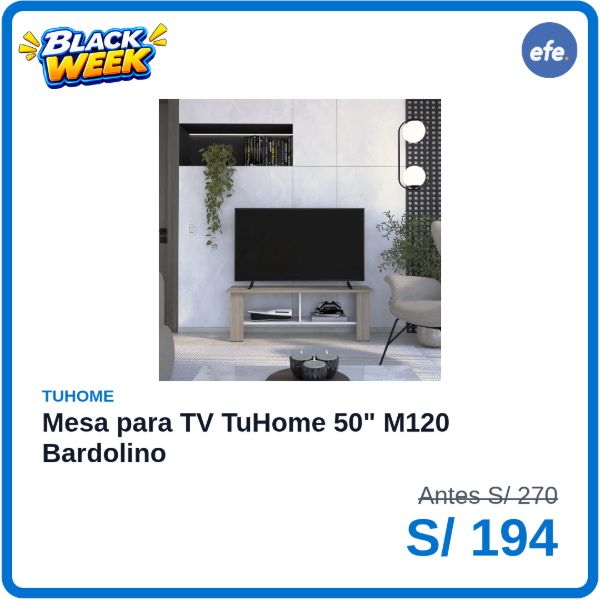 BLACK
WEEK
efe.
TUHOME
Mesa para TV TuHome 50" M120
Bardolino
Antes S/ 270
S/ 194